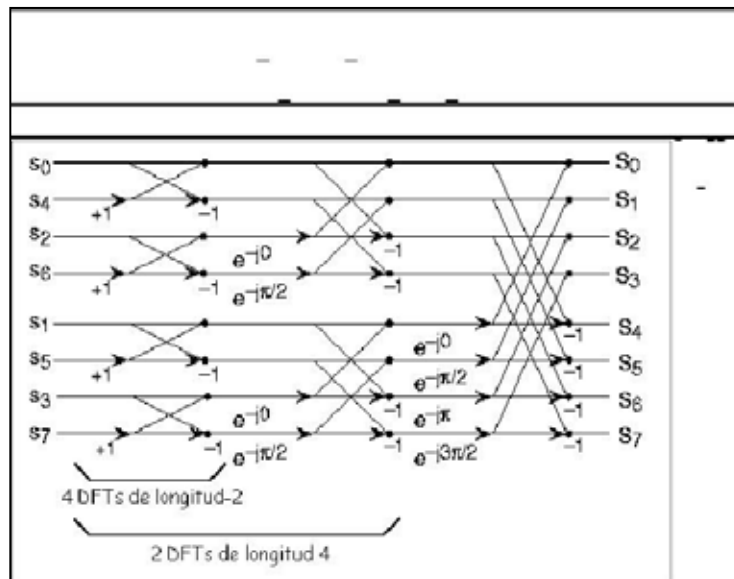 s0 S0
s4 +1 −1 S1
s2 −1 S2
s6 +1 −1 e−j0 −1 S3
e−jπ/2
s1 −1 S4
s5 +1 −1 e−j0 −1 S5
e−jπ/2
s3 −1 e−jπ −1 S6
s7 +1 −1 e−j0 −1 e−j3π/2 −1 S7
e−jπ/2
4 DFTs de longitud-2
2 DFTs de longitud 4